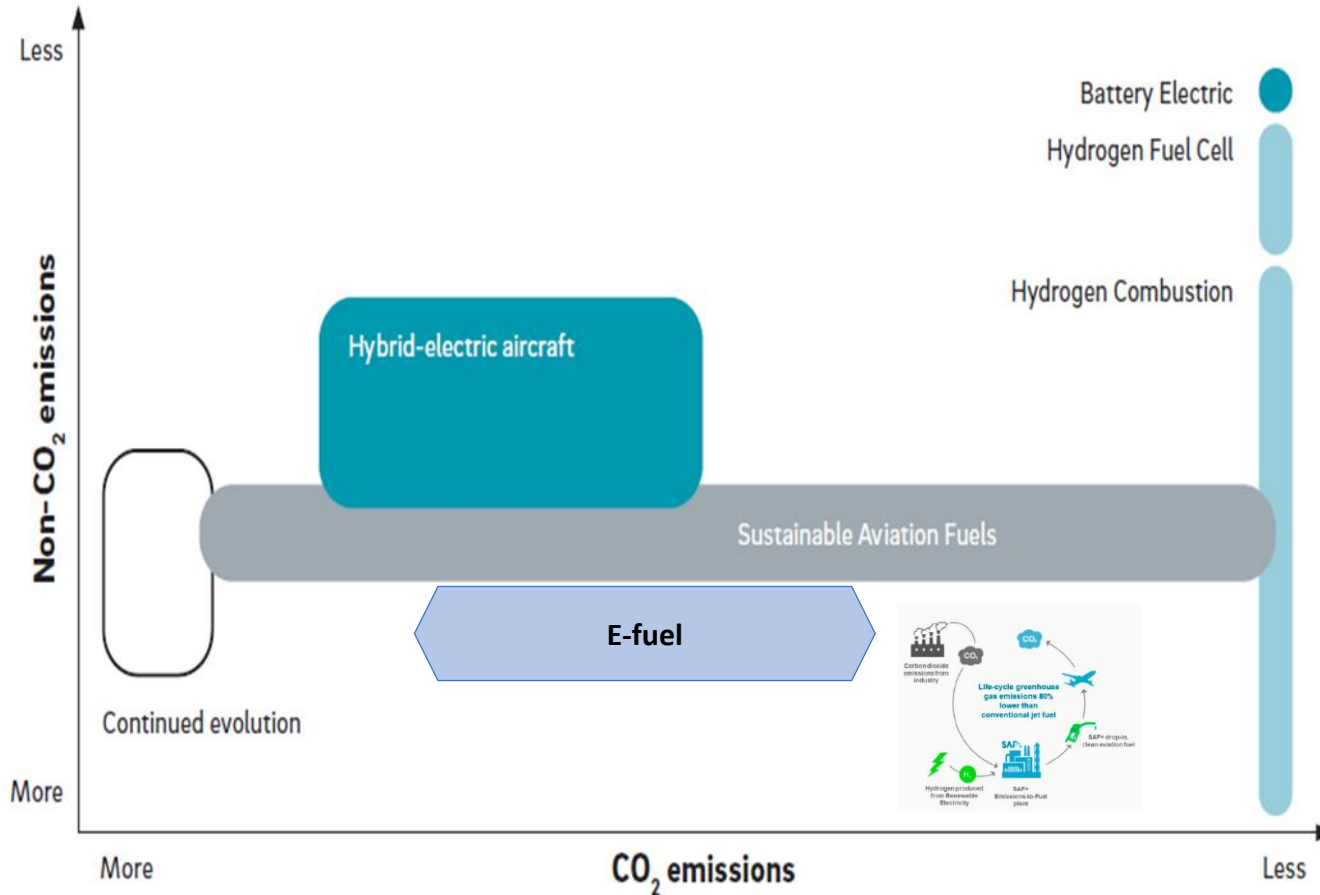 Less
Battery Electric
Hydrogen Fuel Cell
Hydrogen Combustion
Non-CO₂ emissions
Hybrid-electric aircraft
Sustainable Aviation Fuels
E-fuel
Continued evolution
More
CO₂
CO₂
Carbon dioxide
emissions from
industry
Life-cycle greenhouse
gas emissions 80%
lower than
conventional jet fuel
SAF+
SAF+ drop-in,
clean aviation fuel
H₂
Hydrogen produced
from Renewable
Electricity
SAF+
Emissions-to-Fuel
plant
More
CO₂ emissions
Less